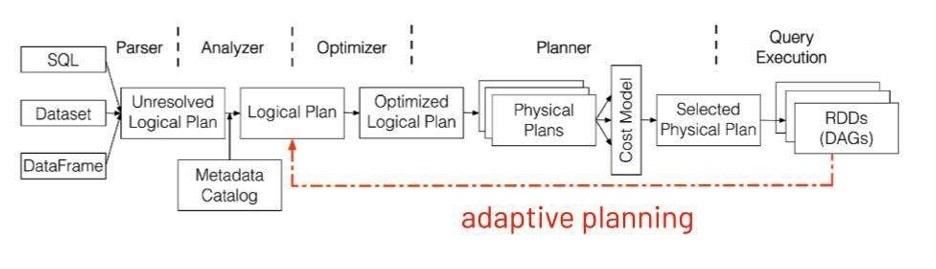 Parser
Analyzer
Optimizer
Planner
Query
Execution
SQL
Dataset
DataFrame
Unresolved
Logical Plan
Metadata
Catalog
Logical Plan
Optimized
Logical Plan
Physical
Plans
Cost Model
Selected
Physical Plan
RDDs
(DAGs)
adaptive planning